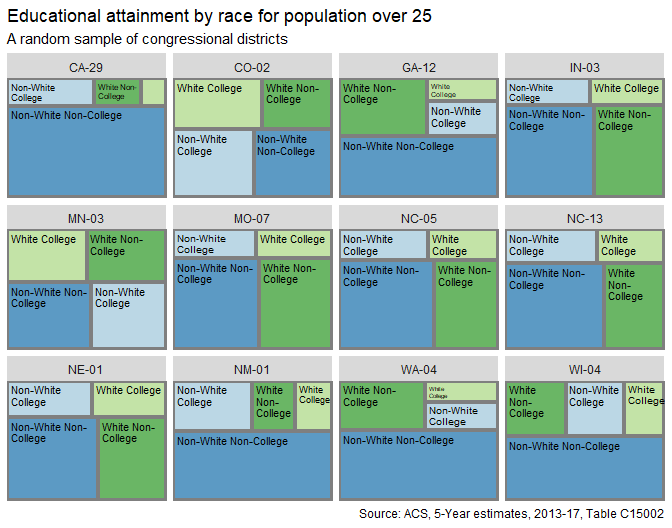 Educational attainment by race for population over 25
A random sample of congressional districts
CA-29
Non-White
College
White Non-
College
Non-White Non-College
CO-02
White College
White Non-
College
Non-White
College
White
Non-White Non-College
GA-12
White Non-
College
White
College
Non-White
College
Non-White Non-College
IN-03
Non-White
College
White College
Non-White Non-
College
White Non-
College
MN-03
White College
White Non-
College
Non-White Non-
College
Non-White
College
MO-07
Non-White
College
White College
Non-White Non-
College
White Non-
College
NC-05
Non-White
College
White
College
Non-White Non-
College
White Non-
College
NC-13
Non-White
College
White
College
Non-White Non-
College
White
Non-
College
NE-01
Non-White
College
White College
Non-White Non-
College
White Non-
College
NM-01
Non-White
College
White
Non-
College
White
College
Non-White Non-College
WA-04
White Non-
College
White
College
Non-White
College
Non-White Non-College
WI-04
White Non-
College
Non-White
College
White
College
Non-White Non-College
Source: ACS, 5-Year estimates, 2013-17, Table C15002